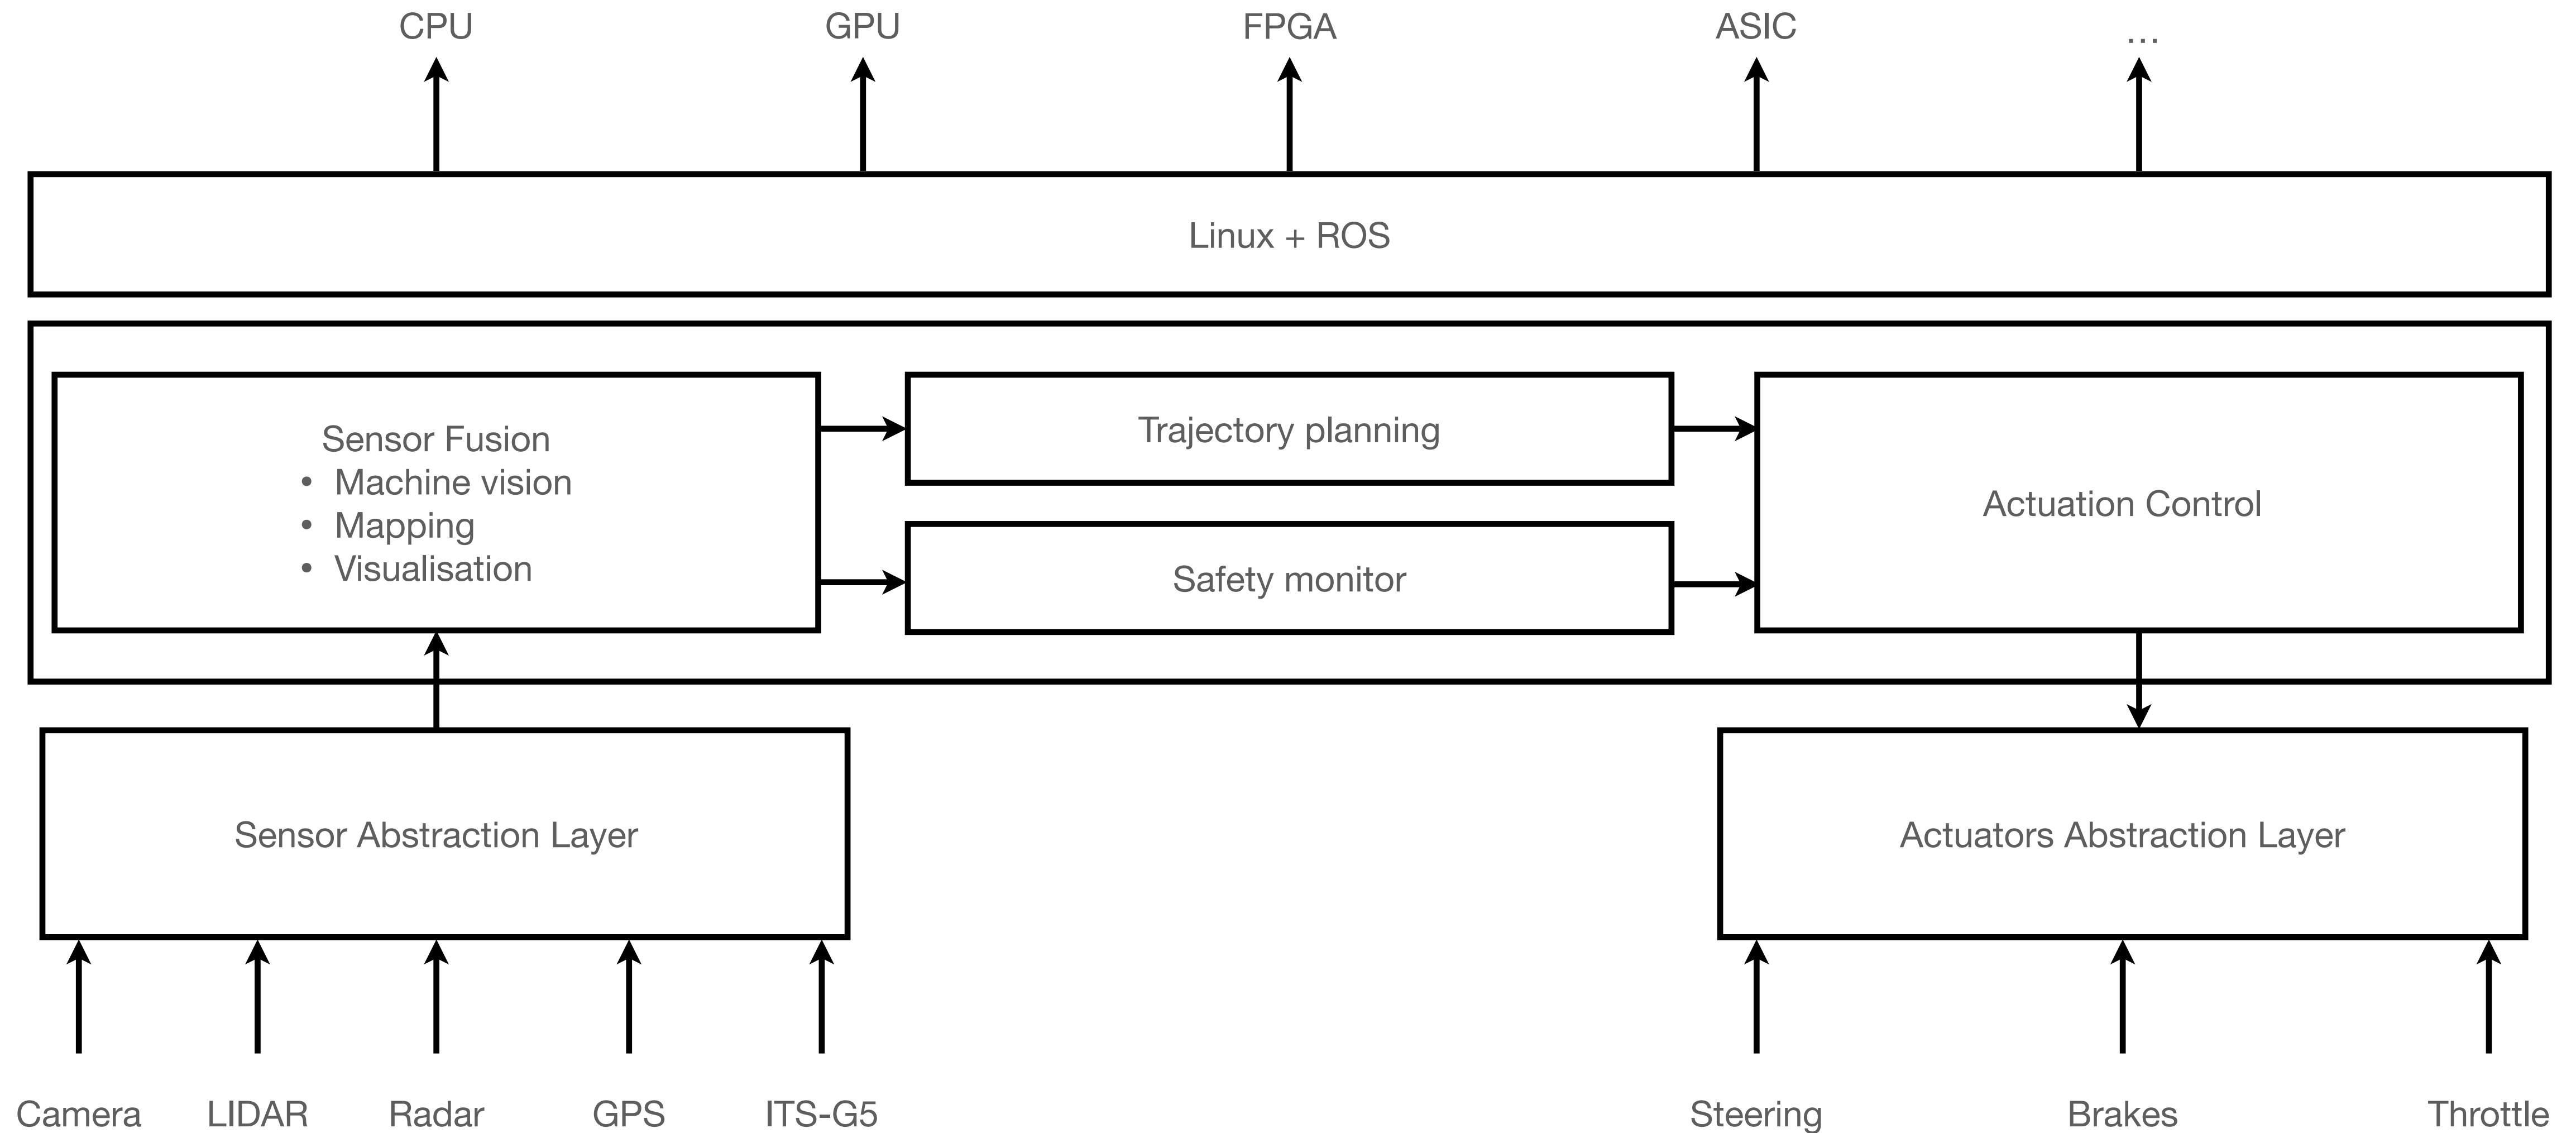 CPU
GPU
FPGA
ASIC
...
Linux + ROS
Sensor Fusion
• Machine vision
• Mapping
• Visualisation
Trajectory planning
Safety monitor
Actuation Control
Sensor Abstraction Layer
Actuators Abstraction Layer
Camera
LIDAR
Radar
GPS
ITS-G5
Steering
Brakes
Throttle